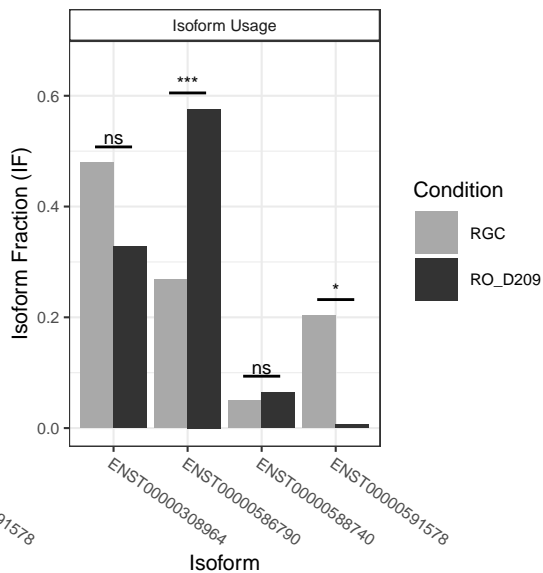 Isoform Usage
***
0.6
ns
0.4
Isoform Fraction (IF)
Condition
RGC
RO_D209
*
0.2
ns
0.0
ENST00000308964
ENST00000586790
ENST00000588740
ENST00000591578
91578
Isoform